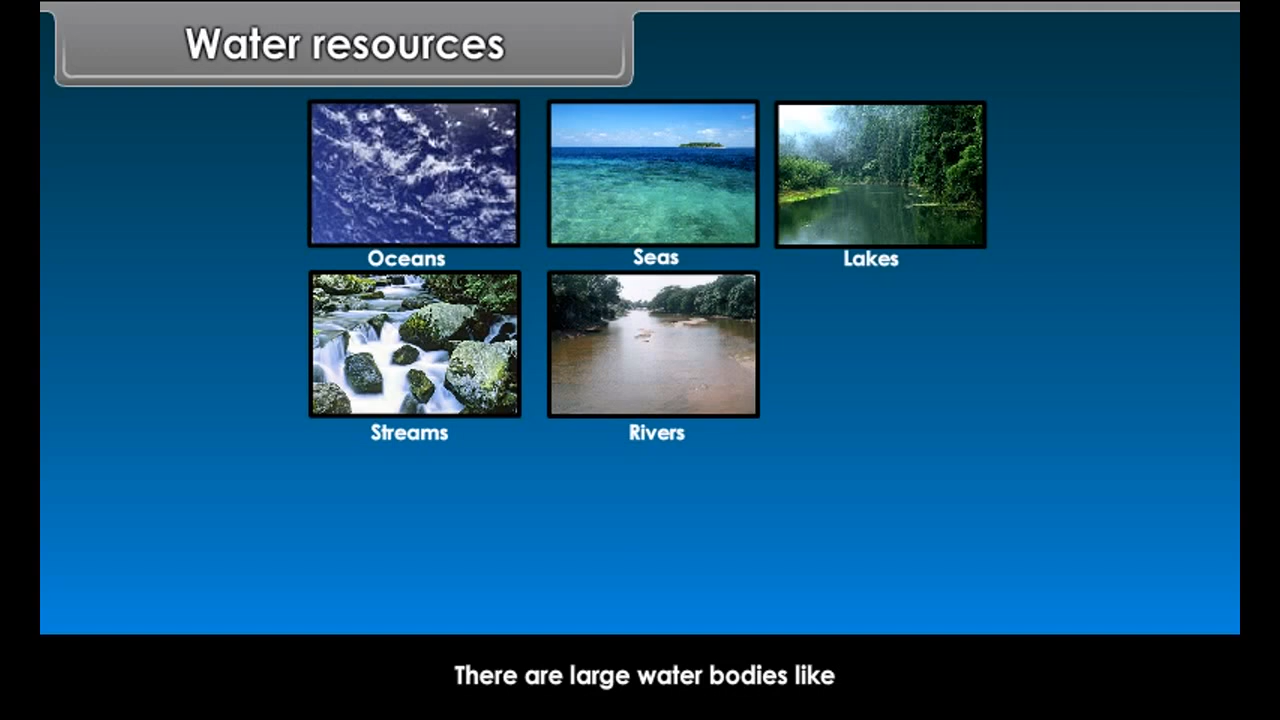 Water resources
Oceans
Seas
Lakes
Streams
Rivers
There are large water bodies like